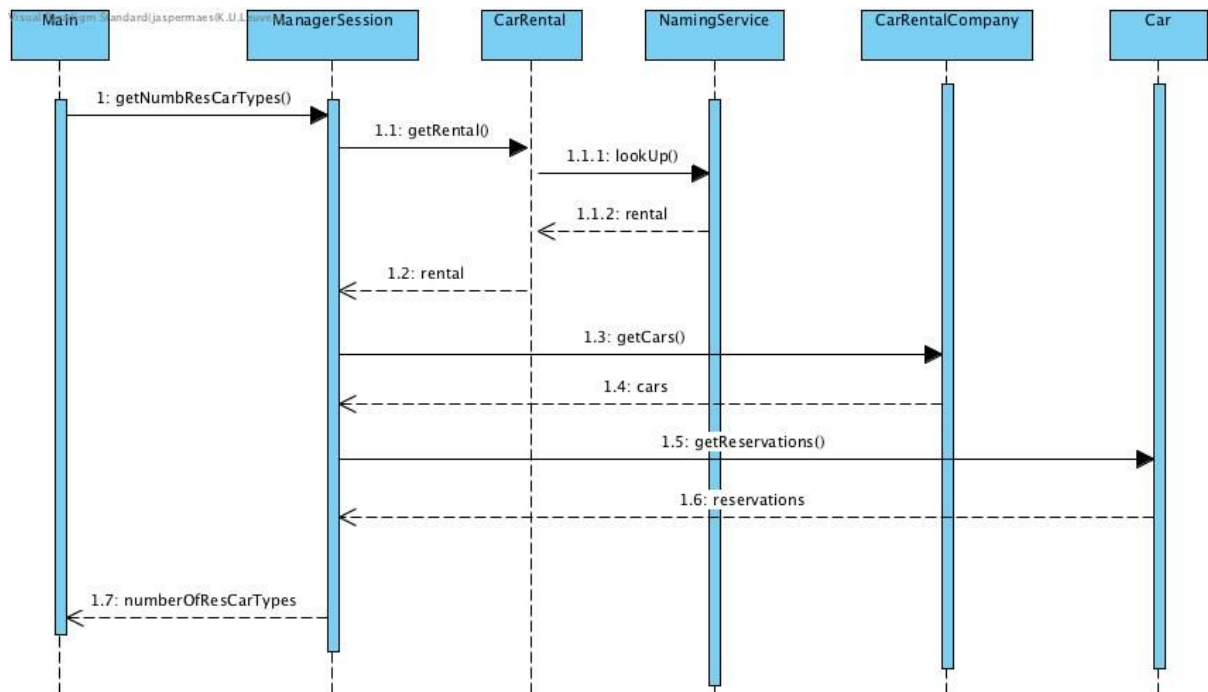 Main
ManagerSession
CarRental
NamingService
CarRentalCompany
Car
1: getNumbResCarTypes()
1.1: getRental()
1.1.1: lookUp()
1.1.2: rental
1.2: rental
1.3: getCars()
1.4: cars
1.5: getReservations()
1.6: reservations
1.7: numberOfResCarTypes